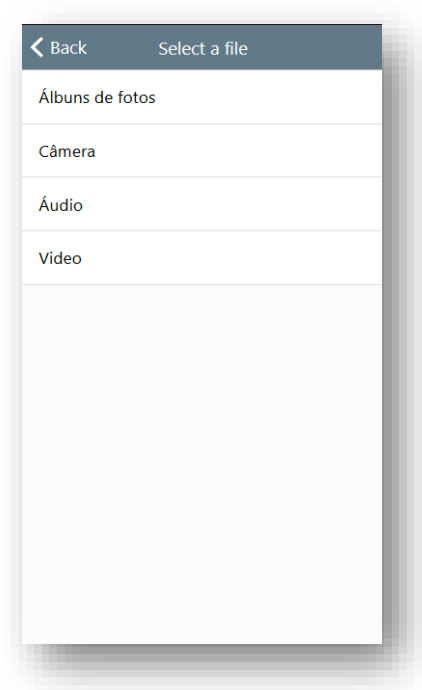 Back
Select a file
Álbuns de fotos
Câmera
Áudio
Video